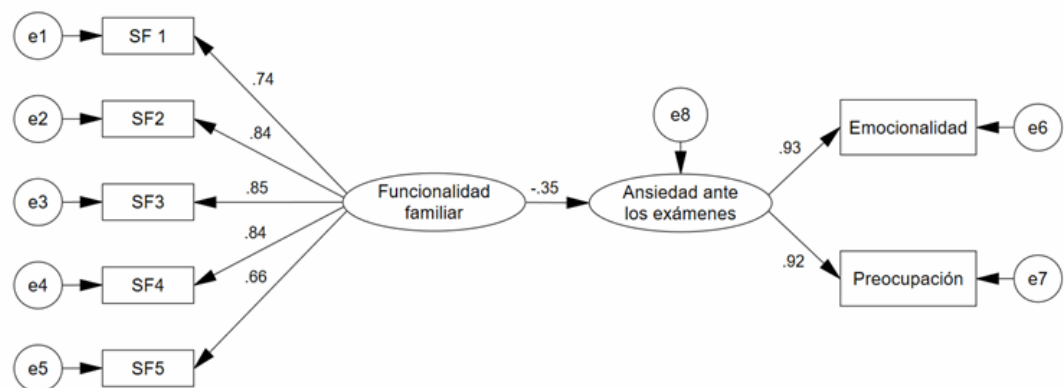 e1
SF 1
.74
e2
SF2
.84
e3
SF3
.85
e4
SF4
.84
e5
SF5
.66
Funcionalidad
familiar
-.35
e8
Ansiedad ante
los exámenes
.93
Emocionalidad
e6
.92
Preocupación
e7